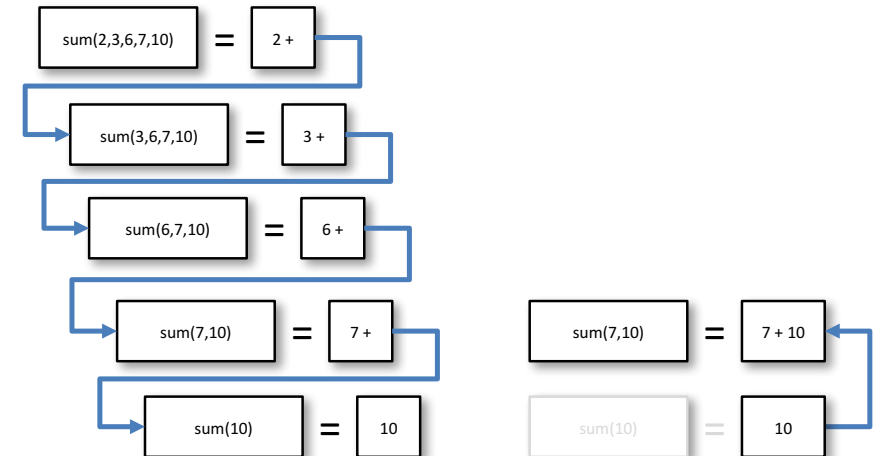 sum(2,3,6,7,10) = 2 +
sum(3,6,7,10) = 3 +
sum(6,7,10) = 6 +
sum(7,10) = 7 +
sum(10) = 10
sum(7,10) = 7 + 10
sum(10) = 10